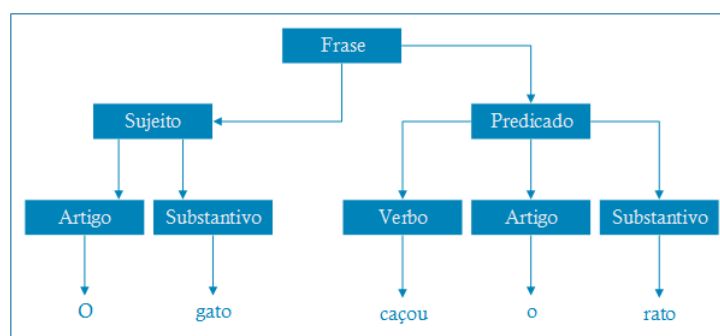 Frase
Sujeito Predicado
Artigo Substantivo Verbo Artigo Substantivo
O gato caçou o rato